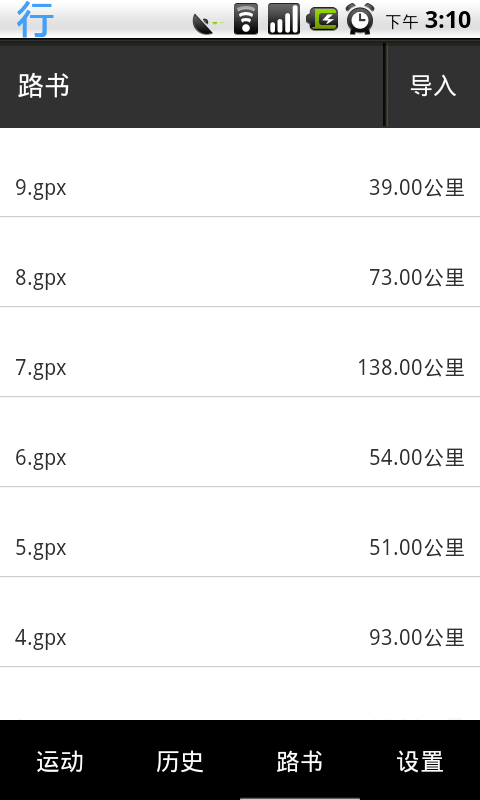 行 下午 3:10
路书 导入
9.gpx 39.00公里
8.gpx 73.00公里
7.gpx 138.00公里
6.gpx 54.00公里
5.gpx 51.00公里
4.gpx 93.00公里
运动 历史 路书 设置